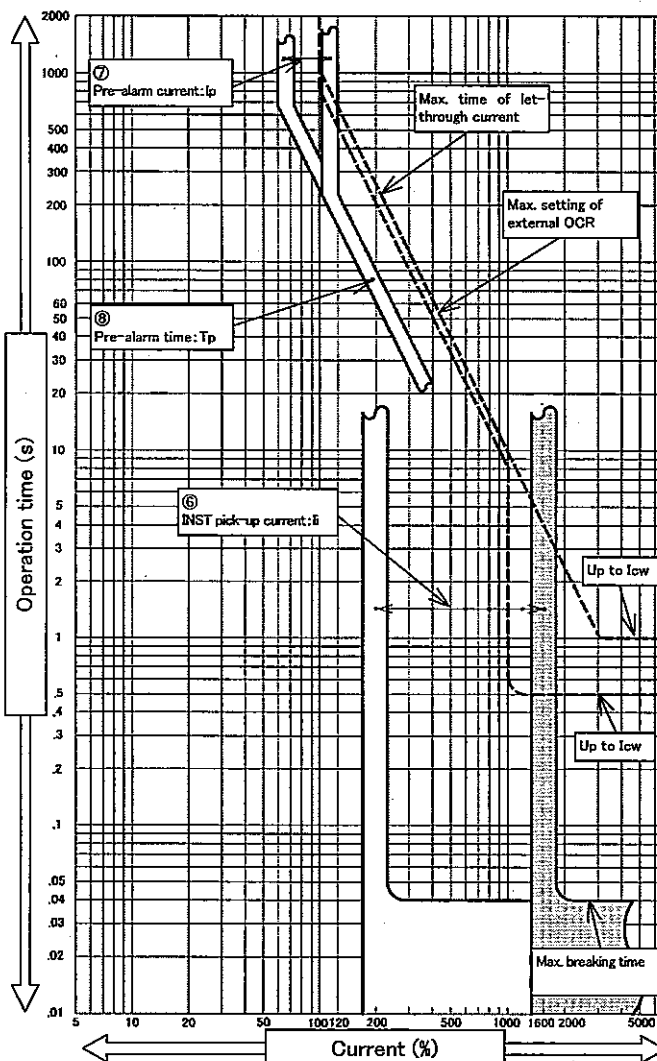 2000
1000
⑦
Pre-alarm current:Ip
Max. time of let-
through current
500
400
300
200
Max. setting of
external OCR
100
⑧
Pre-alarm time:Tp
60
50
40
30
20
10
Operation time (s)
5
4
3
2
1
⑥
INST pick-up current:Ii
Up to Icw
.5
.4
.3
.2
Up to Icw
.1
.05
.04
.03
.02
.01
Max. breaking time
5 10 20 50 100 120 200 500 1000 1600 2000 5000
Current (%)